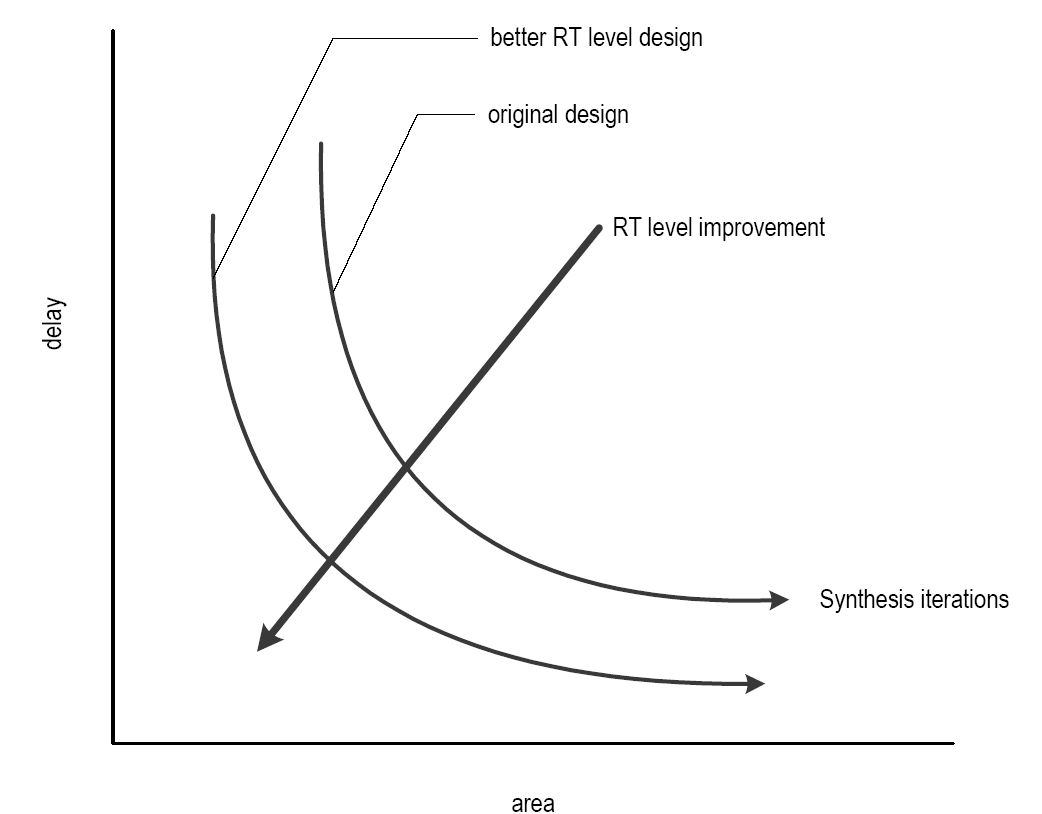 better RT level design
original design
RT level improvement
delay
Synthesis iterations
area